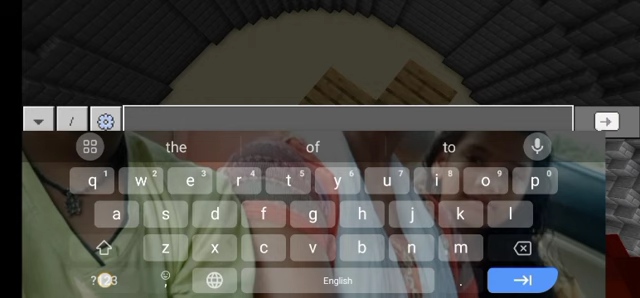 /
the of to
q1 w2 e3 r4 t5 y6 u7 i8 o9 p0
a s d f g h j k l
z x c v b n m
?123 , English .